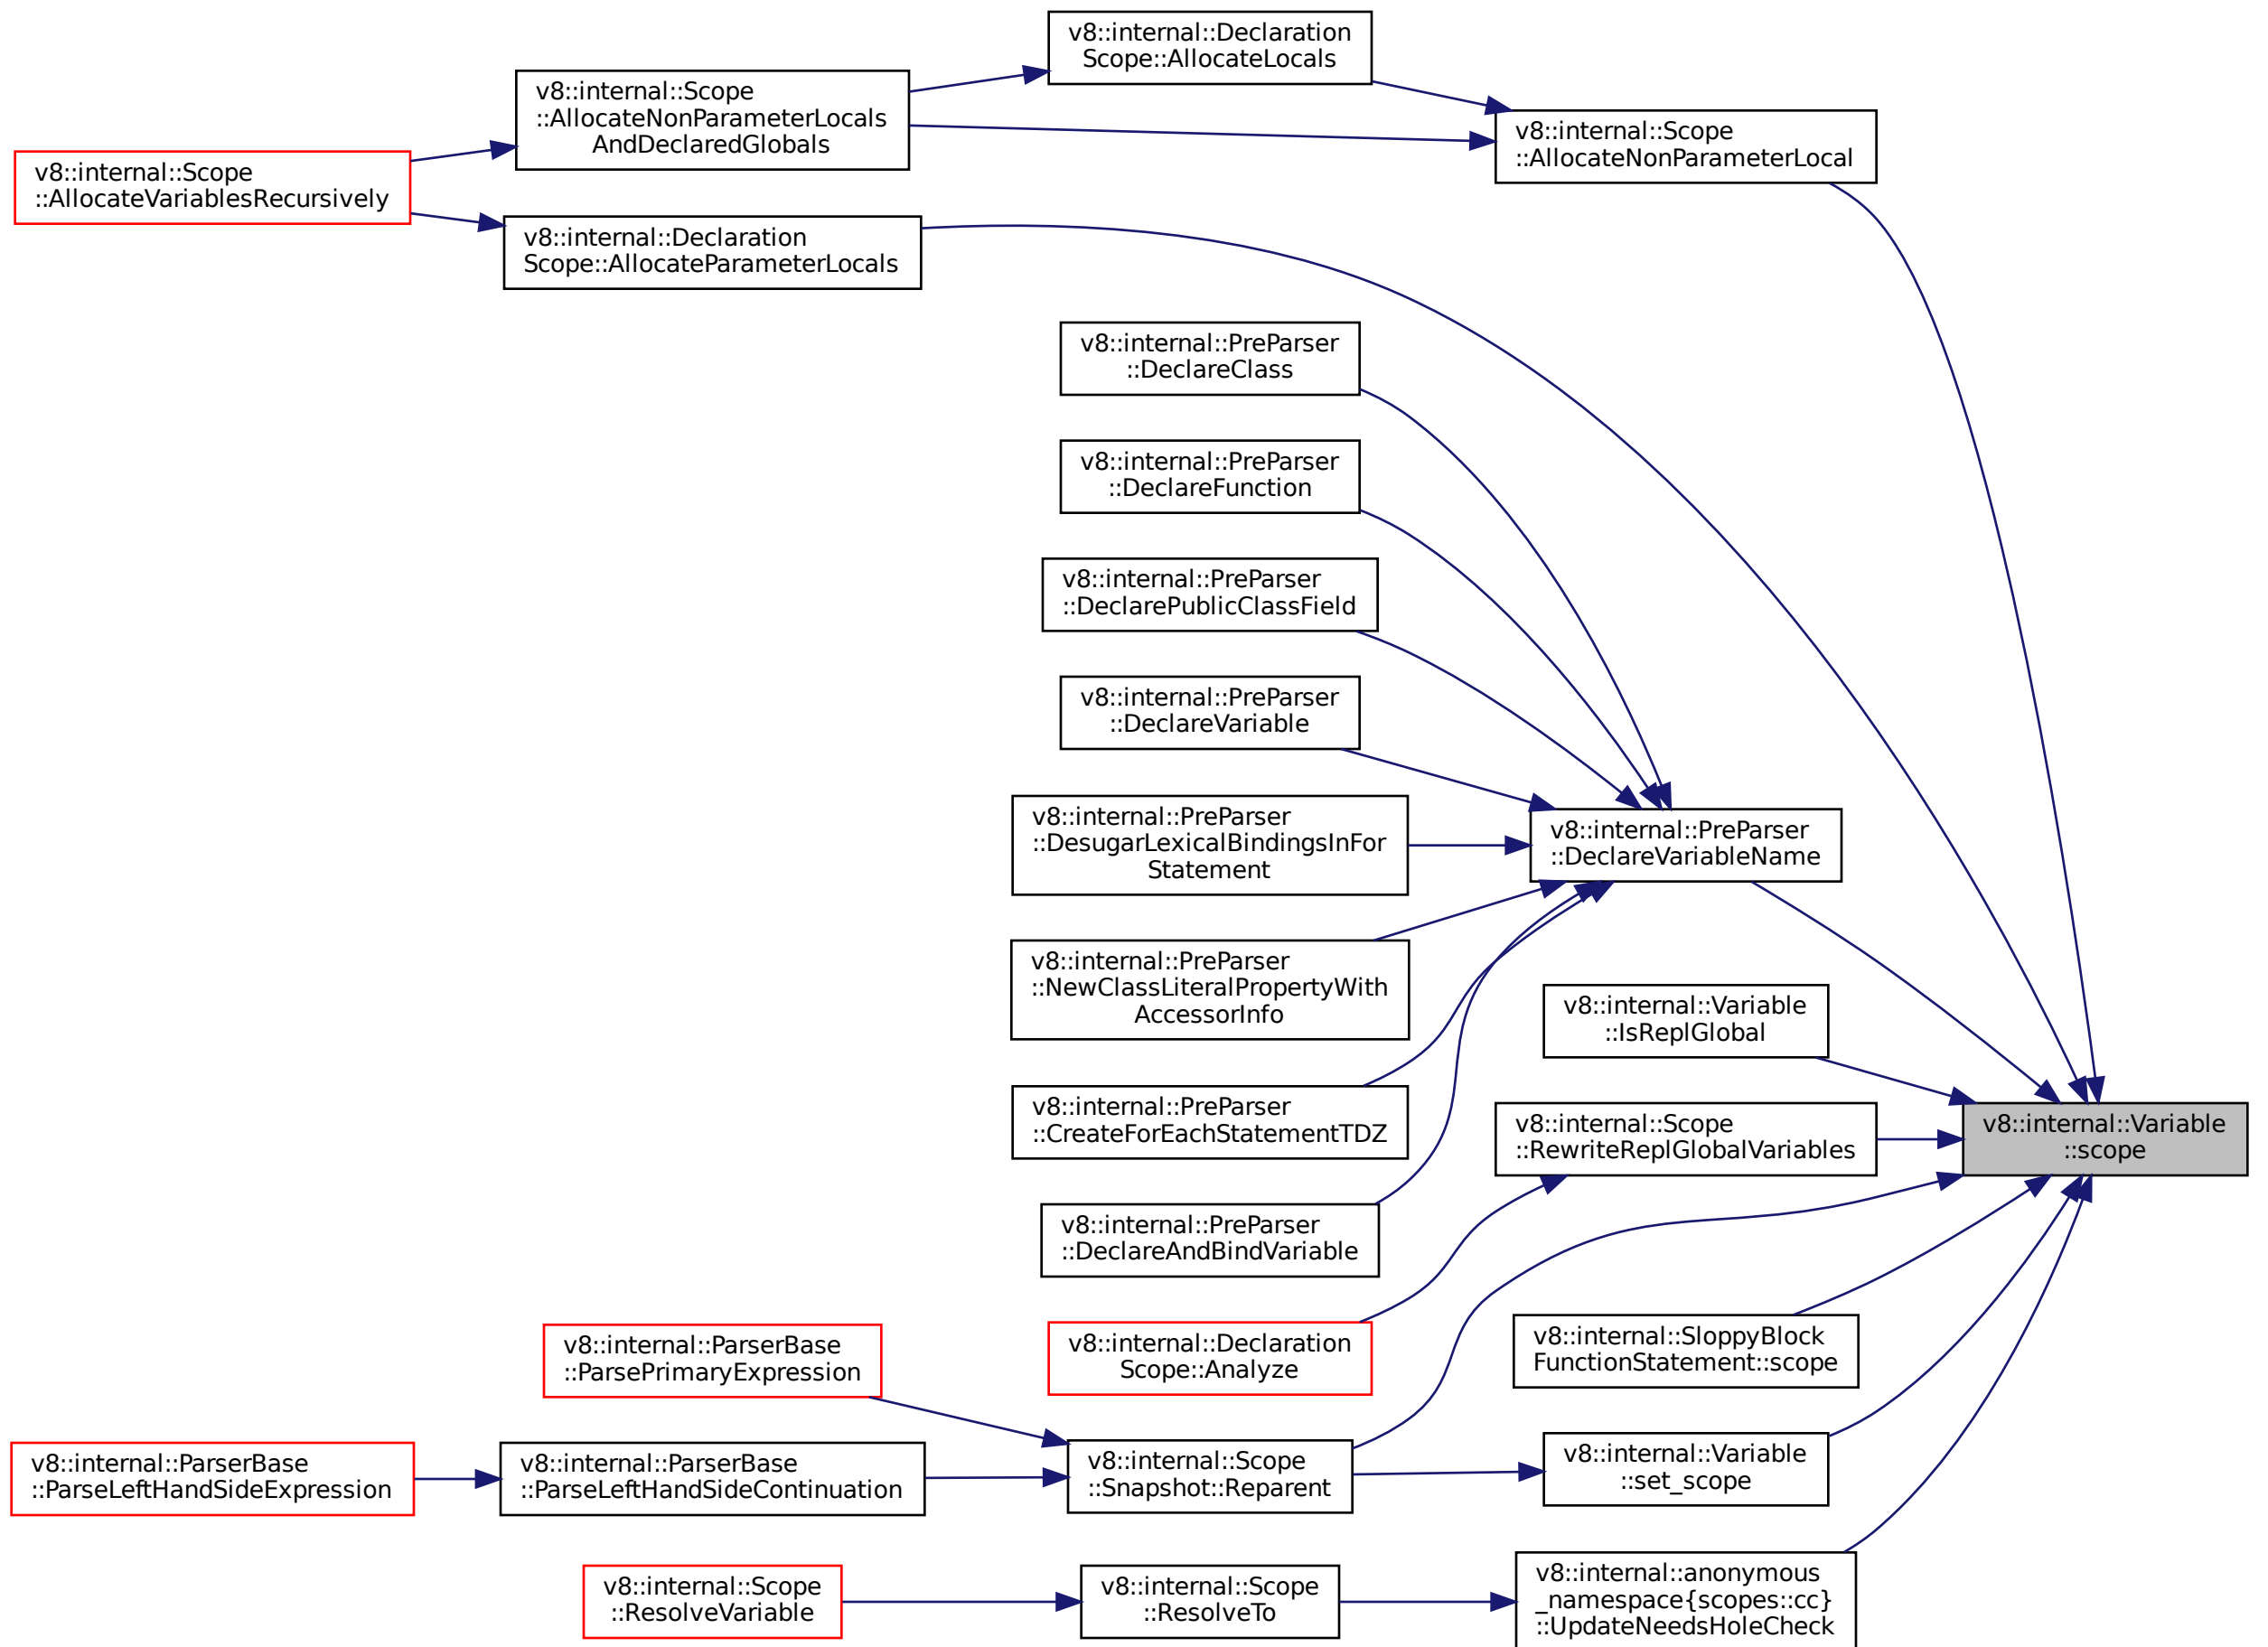 v8::internal::Declaration
Scope::AllocateLocals
v8::internal::Scope
::AllocateNonParameterLocals
AndDeclaredGlobals
v8::internal::Scope
::AllocateNonParameterLocal
v8::internal::Scope
::AllocateVariablesRecursively
v8::internal::Declaration
Scope::AllocateParameterLocals
v8::internal::PreParser
::DeclareClass
v8::internal::PreParser
::DeclareFunction
v8::internal::PreParser
::DeclarePublicClassField
v8::internal::PreParser
::DeclareVariable
v8::internal::PreParser
::DesugarLexicalBindingsInFor
Statement
v8::internal::PreParser
::DeclareVariableName
v8::internal::PreParser
::NewClassLiteralPropertyWith
AccessorInfo
v8::internal::Variable
::IsReplGlobal
v8::internal::PreParser
::CreateForEachStatementTDZ
v8::internal::Scope
::RewriteReplGlobalVariables
v8::internal::Variable
::scope
v8::internal::PreParser
::DeclareAndBindVariable
v8::internal::Declaration
Scope::Analyze
v8::internal::SloppyBlock
FunctionStatement::scope
v8::internal::ParserBase
::ParsePrimaryExpression
v8::internal::ParserBase
::ParseLeftHandSideExpression
v8::internal::ParserBase
::ParseLeftHandSideContinuation
v8::internal::Scope
::Snapshot::Reparent
v8::internal::Variable
::set_scope
v8::internal::Scope
::ResolveVariable
v8::internal::Scope
::ResolveTo
v8::internal::anonymous
_namespace{scopes::cc}
::UpdateNeedsHoleCheck